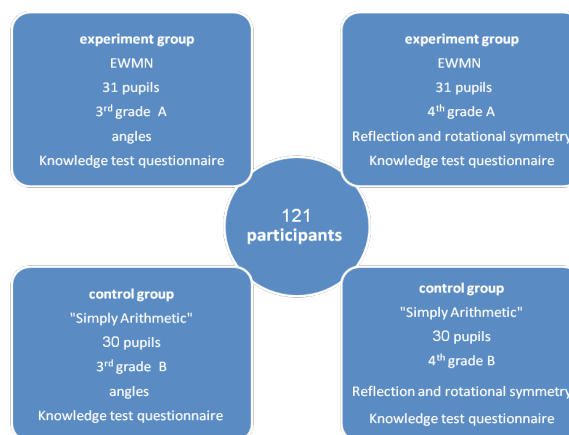 experiment group
EWMN
31 pupils
3rd grade A
angles
Knowledge test questionnaire
experiment group
EWMN
31 pupils
4th grade A
Reflection and rotational symmetry
Knowledge test questionnaire
121
participants
control group
"Simply Arithmetic"
30 pupils
3rd grade B
angles
Knowledge test questionnaire
control group
"Simply Arithmetic"
30 pupils
4th grade B
Reflection and rotational symmetry
Knowledge test questionnaire